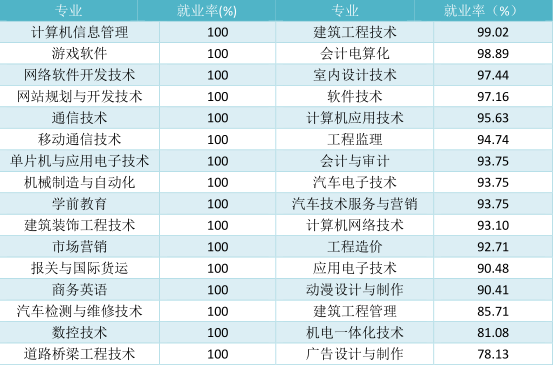 专业 就业率(%) 专业 就业率（%）
计算机信息管理 100 建筑工程技术 99.02
游戏软件 100 会计电算化 98.89
网络软件开发技术 100 室内设计技术 97.44
网站规划与开发技术 100 软件技术 97.16
通信技术 100 计算机应用技术 95.63
移动通信技术 100 工程监理 94.74
单片机与应用电子技术 100 会计与审计 93.75
机械制造与自动化 100 汽车电子技术 93.75
学前教育 100 汽车技术服务与营销 93.75
建筑装饰工程技术 100 计算机网络技术 93.10
市场营销 100 工程造价 92.71
报关与国际货运 100 应用电子技术 90.48
商务英语 100 动漫设计与制作 90.41
汽车检测与维修技术 100 建筑工程管理 85.71
数控技术 100 机电一体化技术 81.08
道路桥梁工程技术 100 广告设计与制作 78.13